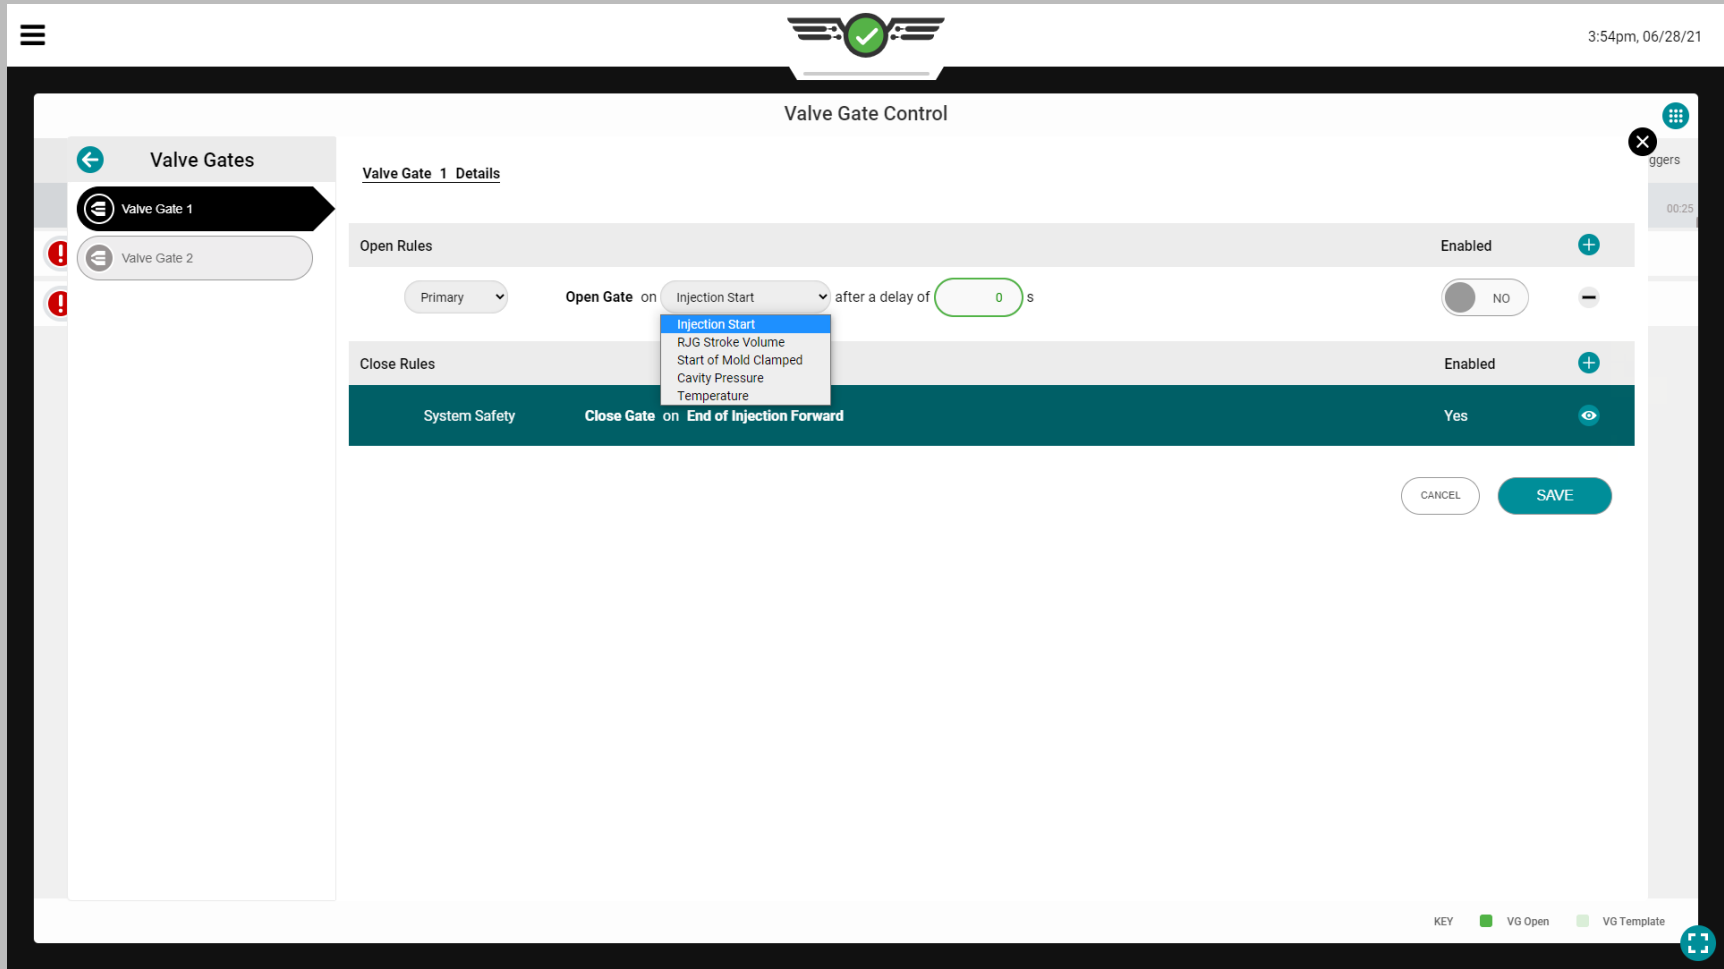 3:54pm, 06/28/21
Valve Gate Control
Valve Gates
ggers
Valve Gate 1 Details
Valve Gate 1
00:25
Open Rules Enabled
Valve Gate 2
Primary Open Gate on Injection Start after a delay of 0 s NO
Injection Start
RJG Stroke Volume
Start of Mold Clamped
Cavity Pressure
Temperature
Close Rules Enabled
System Safety Close Gate on End of Injection Forward Yes
CANCEL SAVE
KEY VG Open VG Template